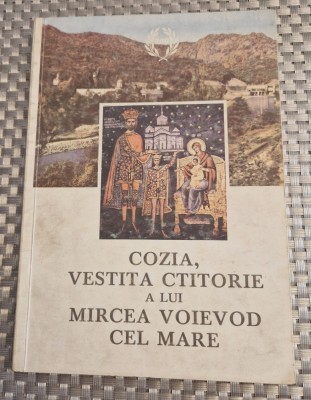 COZIA,
VESTITA CTITORIE
A LUI
MIRCEA VOIEVOD
CEL MARE